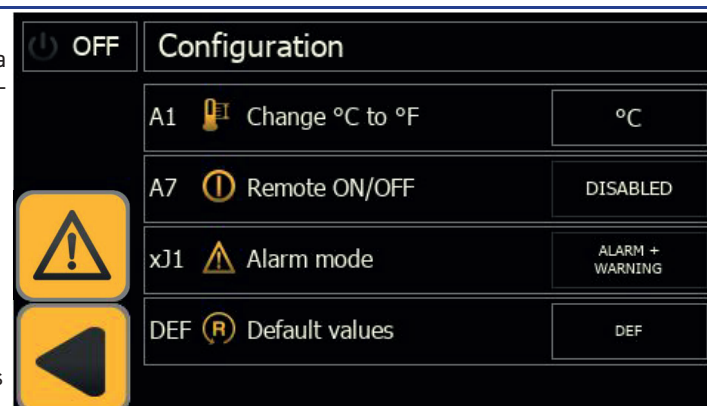 OFF Configuration
a
A1 Change °C to °F °C
A7 Remote ON/OFF DISABLED
xJ1 Alarm mode ALARM +
WARNING
DEF R Default values DEF
s